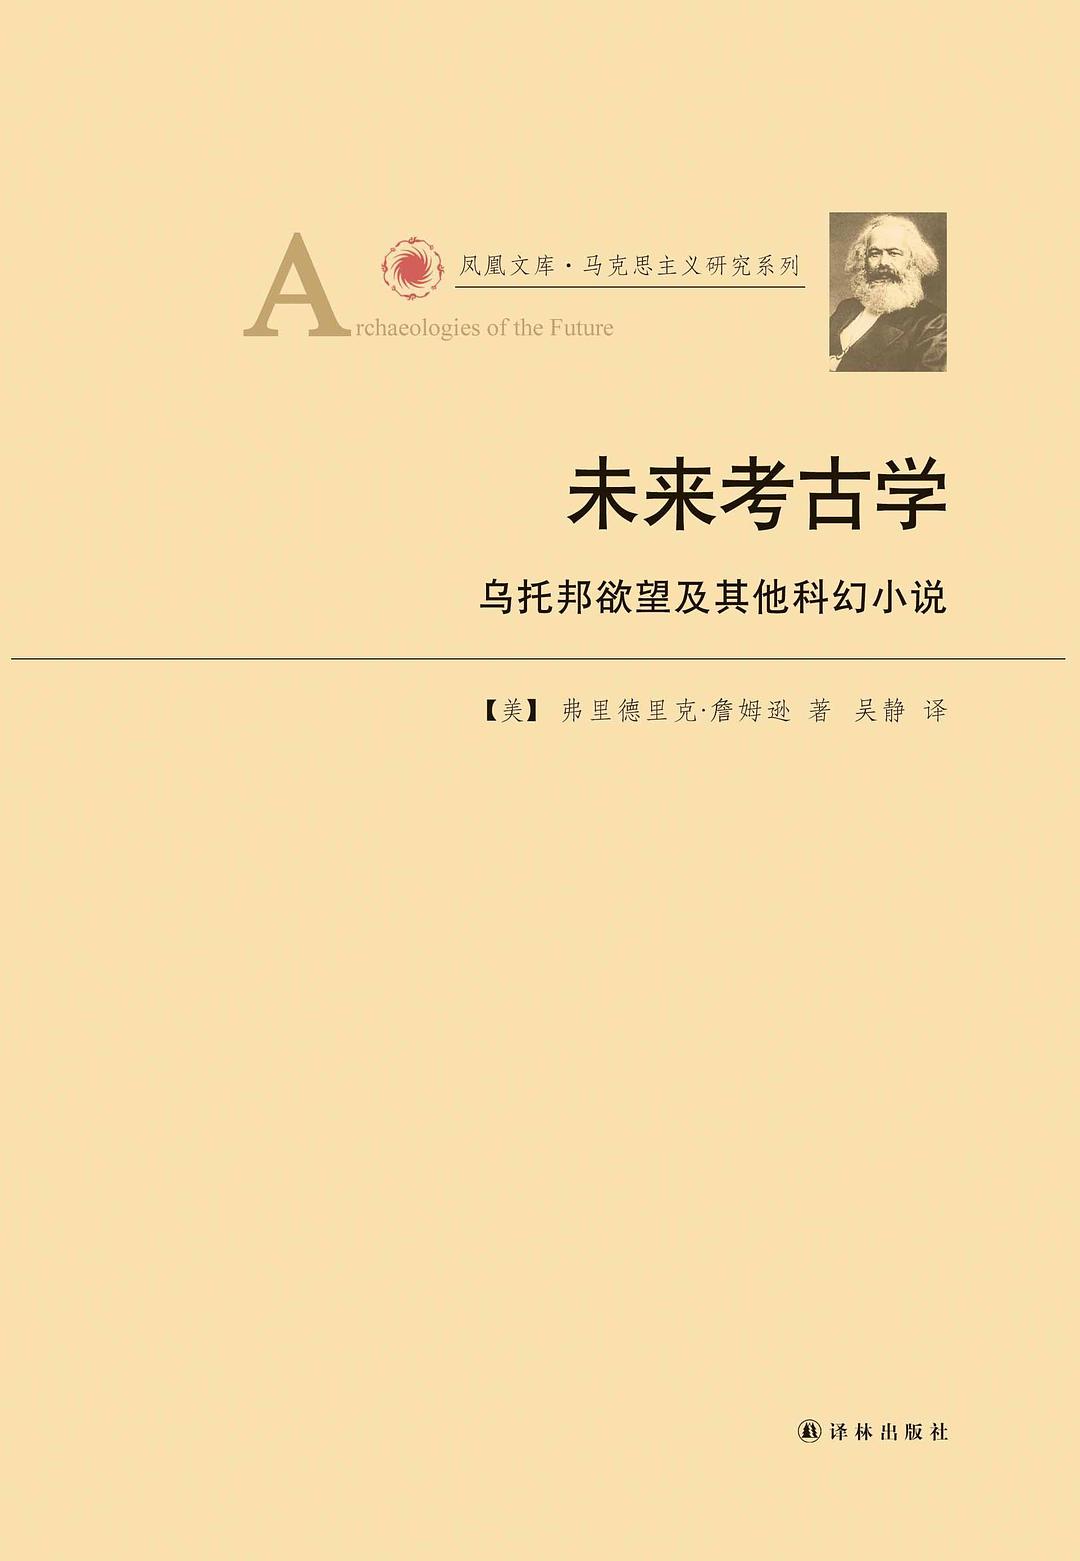 凤凰文库·马克思主义研究系列
Archaeologies of the Future
未来考古学
乌托邦欲望及其他科幻小说
【美】 弗里德里克·詹姆逊 著 吴静 译
译林出版社